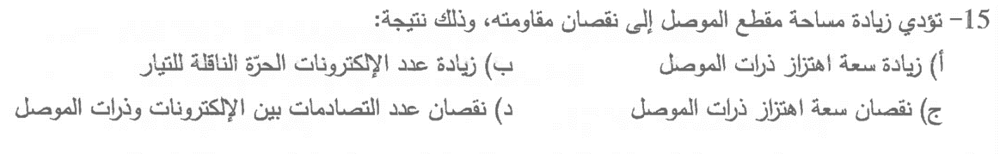 15- تؤدي زيادة مساحة مقطع الموصل إلى نقصان مقاومته، وذلك نتيجة:
أ) زيادة سعة اهتزاز ذرات الموصل ب) زيادة عدد الإلكترونات الحرّة الناقلة للتيار
ج) نقصان سعة اهتزاز ذرات الموصل د) نقصان عدد التصادمات بين الإلكترونات وذرات الموصل